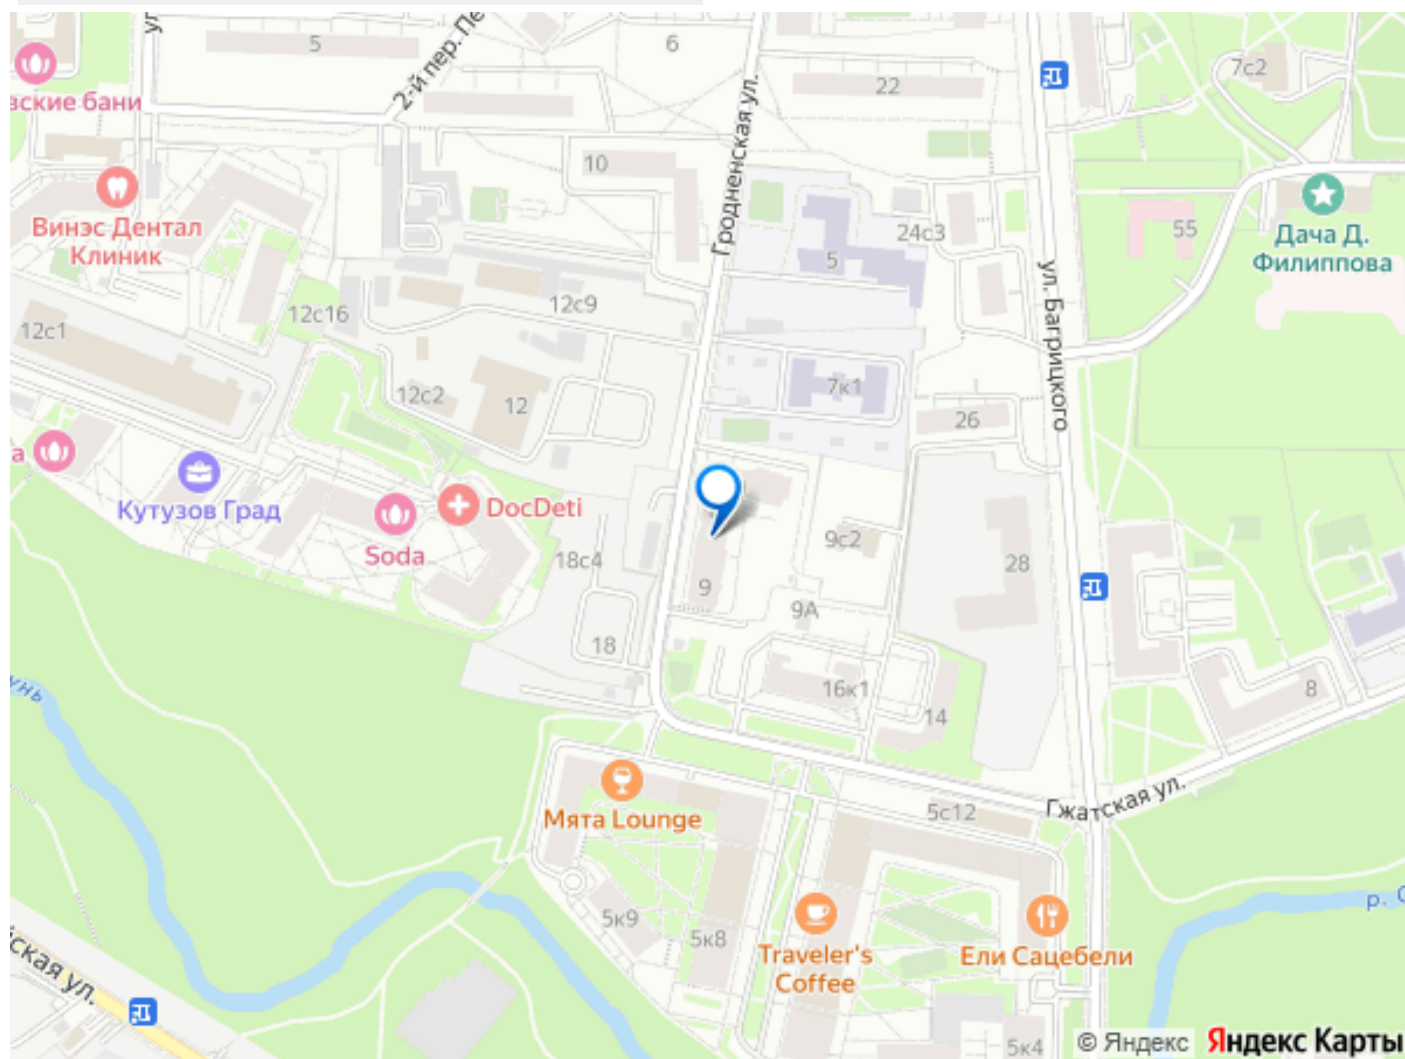 5
2-й пер. Пе
6
22
7с2
вские бани
Гродненская ул.
10
Винэс Дентал
Клиник
24с3
55
Дача Д.
Филиппова
5
ул. Багрицкого
12с16
12с9
12с1
12с2
12
7к1
26
а
Кутузов Град
DocDeti
Soda
18с4
9с2
28
9
9А
18
16к1
14
8
унь
Гжатская ул.
5с12
Мята Lounge
р. С
5к9
5к8
Traveler's
Coffee
Ели Сацебели
ская ул.
5к4
© Яндекс
Яндекс Карты